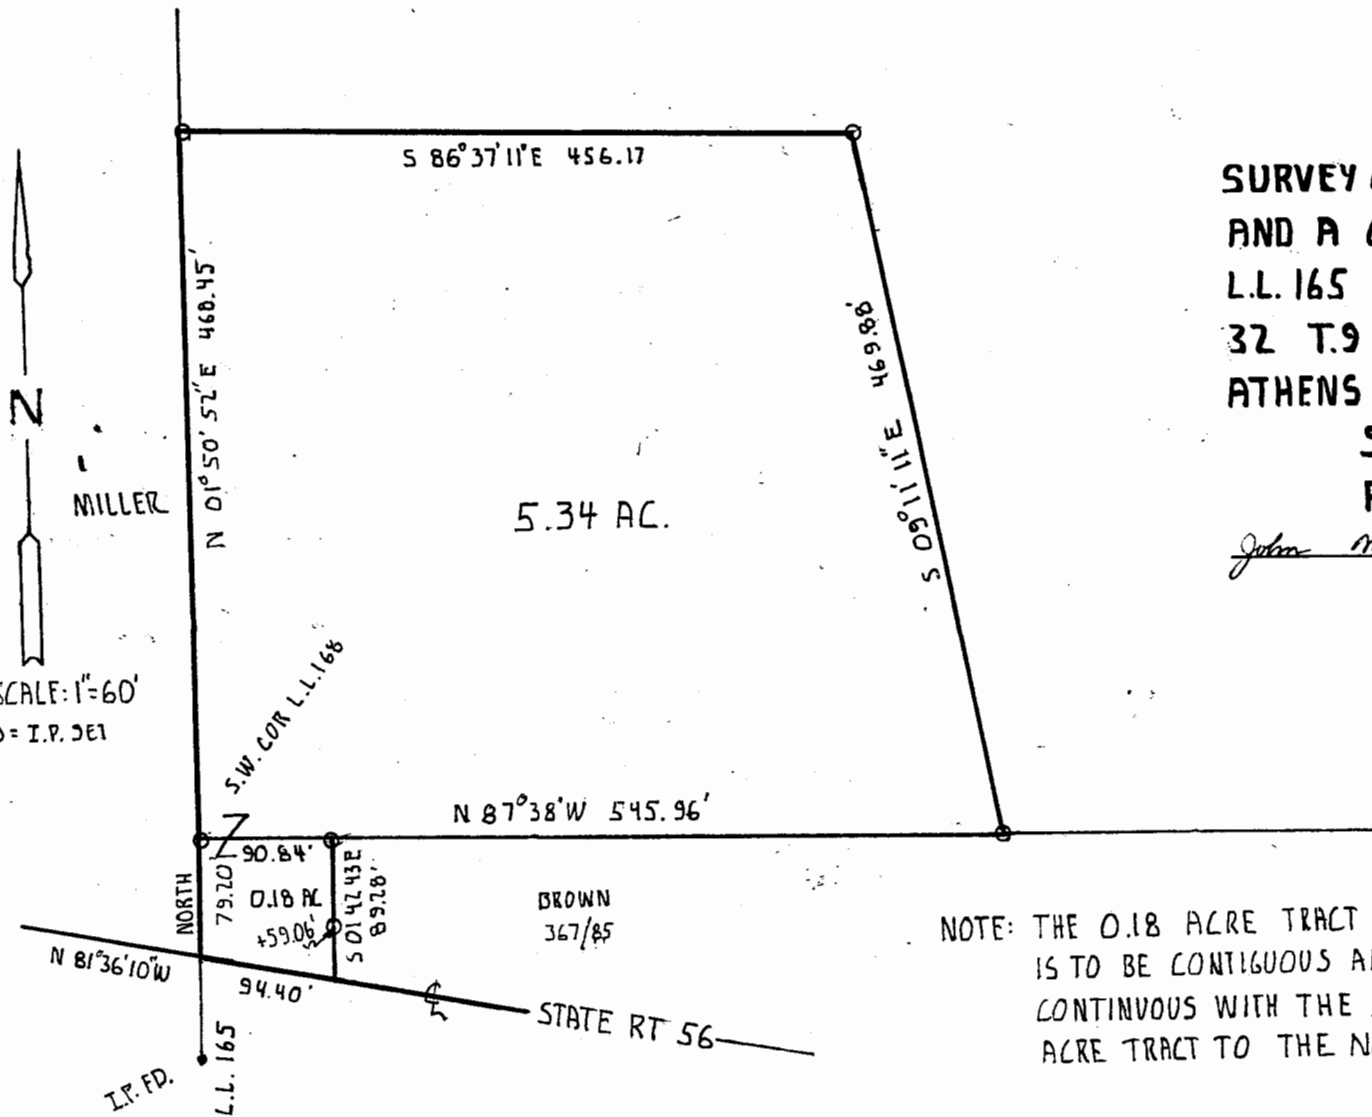 S 86°37'11"E 456.17
N 01°50'52"E 468.45'
S 09°11'11"E 469.88'
N
MILLER
5.34 AC.
SCALE: 1"=60'
= I.P. SET
S.W. COR L.L.168
N 87°38'W 545.96'
90.84'
NORTH
79.20'
0.18 AC
+59.06'
S 01 42 43E
89.28'
BROWN
367/85
N 81°36'10"W
94.40'
STATE RT 56
I.P. FD.
L.L. 165
SURVEY
AND A
L.L. 165
32 T.9
ATHENS
John
NOTE: THE 0.18 ACRE TRACT
IS TO BE CONTIGUOUS
CONTINUOUS WITH THE
ACRE TRACT TO THE N